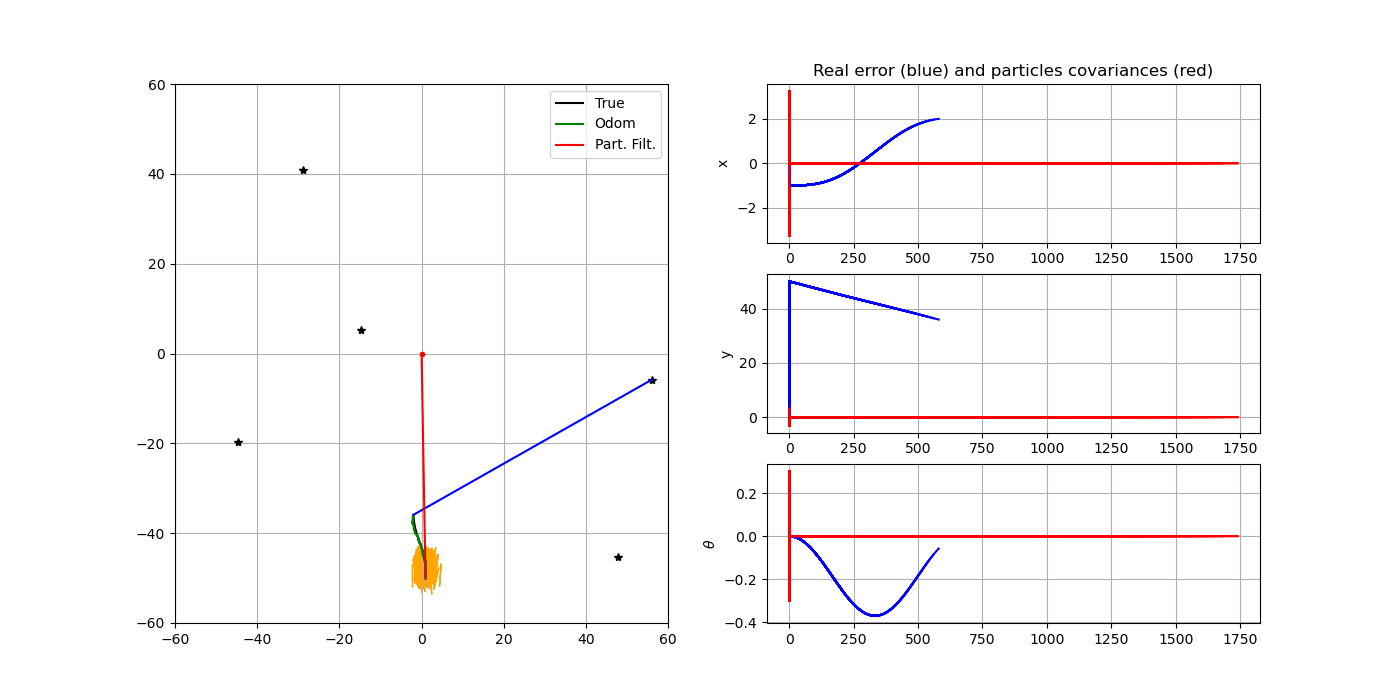 60
40
20
0
−20
−40
−60
−60 −40 −20 0 20 40 60
True
Odom
Part. Filt.
Real error (blue) and particles covariances (red)
x
2
0
−2
0 250 500 750 1000 1250 1500 1750
y
40
20
0
0 250 500 750 1000 1250 1500 1750
θ
0.2
0.0
−0.2
−0.4
0 250 500 750 1000 1250 1500 1750